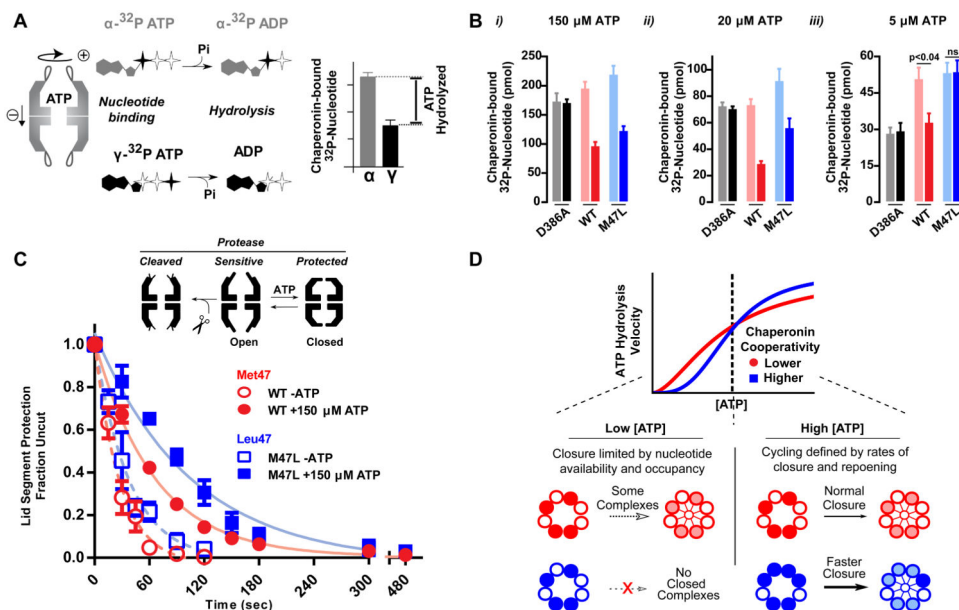 A
α-³²P ATP
α-³²P ADP
Pi
ATP
Nucleotide
binding
Hydrolysis
γ-³²P ATP
ADP
Pi
Chaperonin-bound
³²P-Nucleotide
ATP
Hydrolyzed
α
γ
B
i)
150 µM ATP
ii)
20 µM ATP
iii)
5 µM ATP
Chaperonin-bound
³²P-Nucleotide (pmol)
250
200
150
100
50
0
D386A
WT
M47L
Chaperonin-bound
³²P-Nucleotide (pmol)
100
80
60
40
20
0
D386A
WT
M47L
Chaperonin-bound
³²P-Nucleotide (pmol)
60
45
30
15
0
p<0.04
ns
D386A
WT
M47L
C
Protease
Cleaved
Sensitive
Protected
ATP
Open
Closed
Lid Segment Protection
Fraction Uncut
1.0
0.8
0.6
0.4
0.2
0.0
Met47
WT -ATP
WT +150 µM ATP
Leu47
M47L -ATP
M47L +150 µM ATP
0
60
120
180
240
300
480
Time (sec)
D
ATP Hydrolysis
Velocity
Chaperonin
Cooperativity
Lower
Higher
[ATP]
Low [ATP]
Closure limited by nucleotide
availability and occupancy
Some
Complexes
No
Closed
Complexes
High [ATP]
Cycling defined by rates of
closure and repoening
Normal
Closure
Faster
Closure